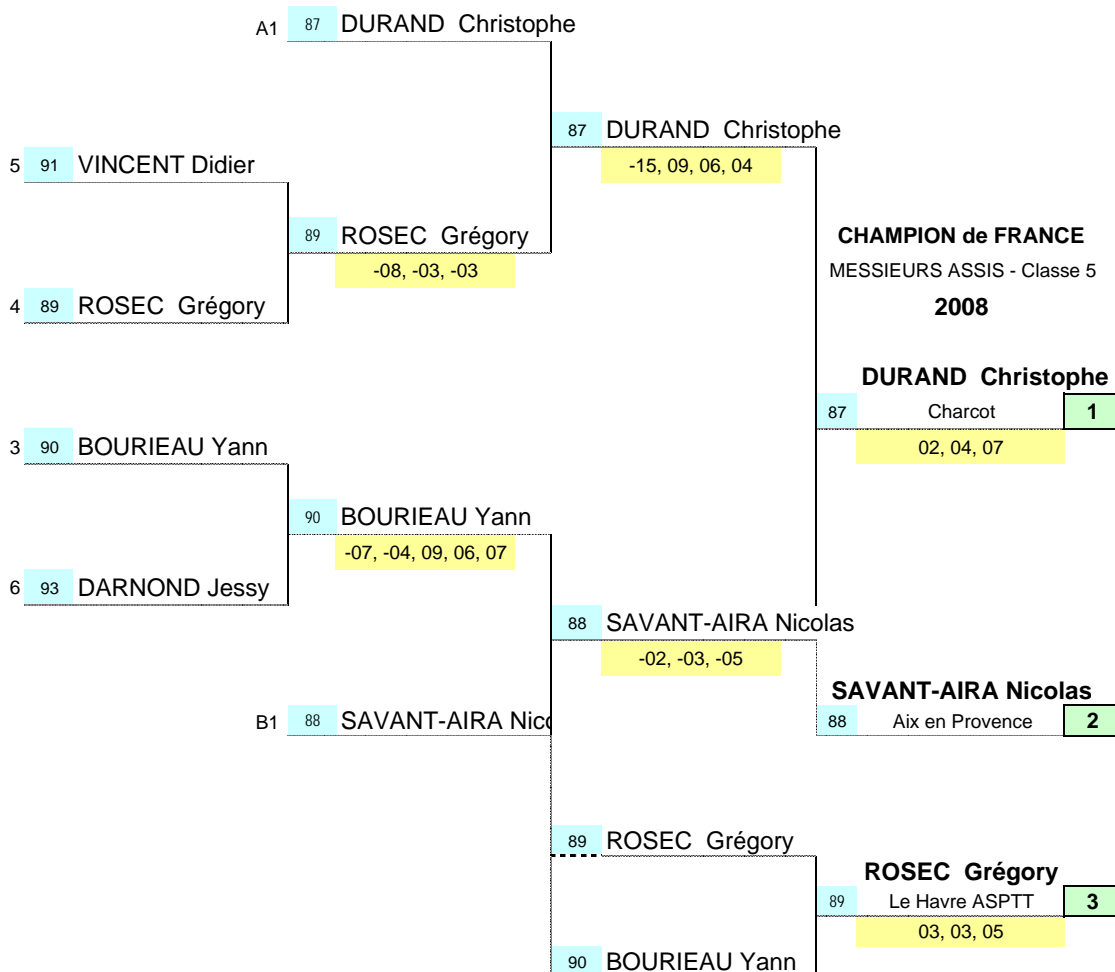 A1 87 DURAND Christophe
87 DURAND Christophe
-15, 09, 06, 04
5 91 VINCENT Didier
89 ROSEC Grégory
-08, -03, -03
4 89 ROSEC Grégory
CHAMPION de FRANCE
MESSIEURS ASSIS - Classe 5
2008
DURAND Christophe
87 Charcot 1
02, 04, 07
3 90 BOURIEAU Yann
90 BOURIEAU Yann
-07, -04, 09, 06, 07
6 93 DARNOND Jessy
88 SAVANT-AIRA Nicolas
-02, -03, -05
SAVANT-AIRA Nicolas
88 Aix en Provence 2
B1 88 SAVANT-AIRA Nico
89 ROSEC Grégory
ROSEC Grégory
89 Le Havre ASPTT 3
03, 03, 05
90 BOURIEAU Yann